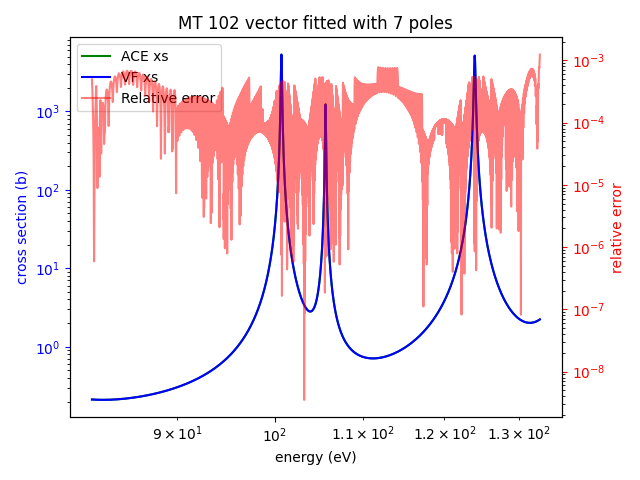 MT 102 vector fitted with 7 poles
ACE xs
VF xs
Relative error
cross section (b)
10³
10²
10¹
10⁰
relative error
10⁻³
10⁻⁴
10⁻⁵
10⁻⁶
10⁻⁷
10⁻⁸
9 × 10¹
10²
1.1 × 10²
1.2 × 10²
1.3 × 10²
energy (eV)